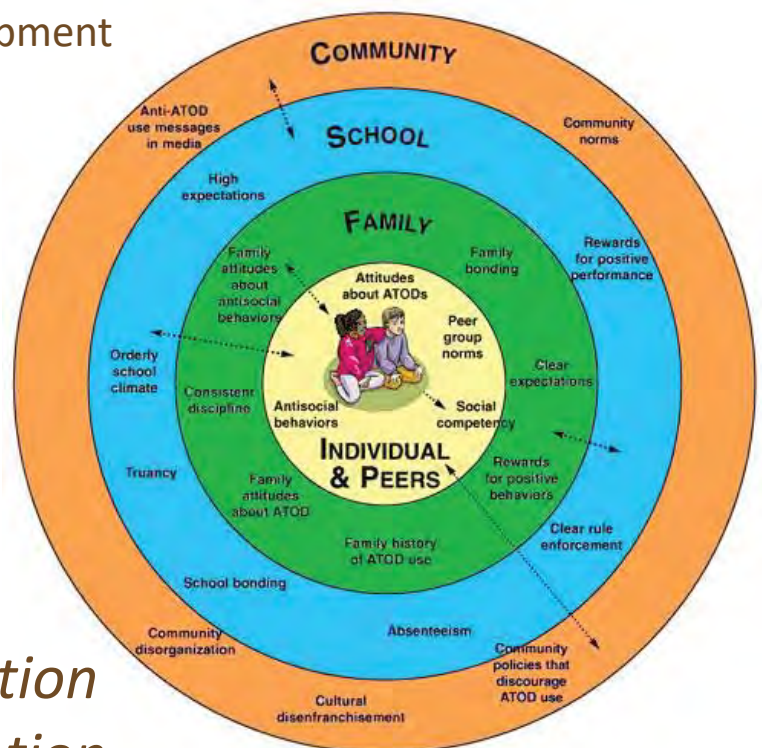 pment
COMMUNITY
Anti-ATOD
use messages
in media
Community
norms
SCHOOL
High
expectations
Rewards
for positive
performance
FAMILY
Family
attitudes
about
antisocial
behaviors
Family
bonding
Attitudes
about ATODs
Peer
group
norms
Orderly
school
climate
Clear
expectations
Consistent
discipline
Antisocial
behaviors
Social
competency
INDIVIDUAL
& PEERS
Truancy
Family
attitudes
about ATOD
Rewards
for positive
behaviors
Family history
of ATOD use
Clear rule
enforcement
School bonding
Absenteeism
Community
disorganization
Community
policies that
discourage
ATOD use
Cultural
disenfranchisement
tion
tion